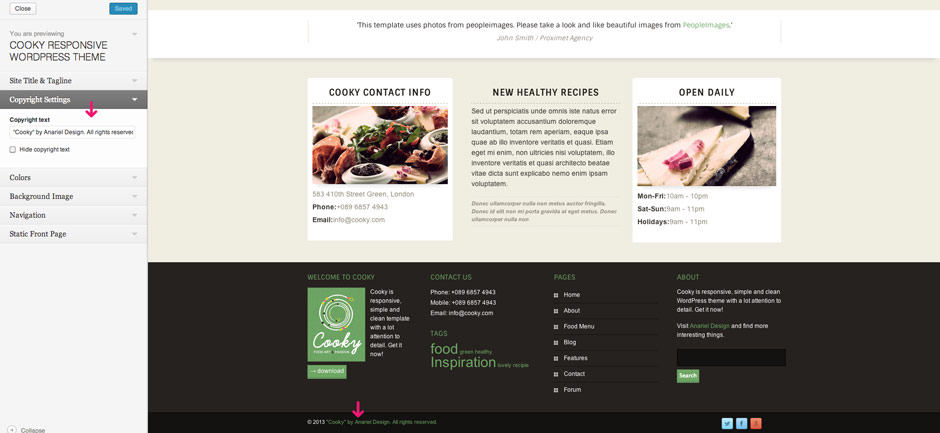 Close
Saved
You are previewing
COOKY RESPONSIVE
WORDPRESS THEME
Site Title & Tagline
Copyright Settings
Copyright text
"Cooky" by Anariel Design. All rights reserved
Hide copyright text
Colors
Background Image
Navigation
Static Front Page
Collapse
'This template uses photos from peopleimages. Please take a look and like beautiful images from PeopleImages.'
John Smith / Proximet Agency
COOKY CONTACT INFO
583 410th Street Green, London
Phone:+089 6857 4943
Email:info@cooky.com
NEW HEALTHY RECIPES
Sed ut perspiciatis unde omnis iste natus error
sit voluptatem accusantium doloremque
laudantium, totam rem aperiam, eaque ipsa
quae ab illo inventore veritatis et quasi. Etiam
eget mi enim, non ultricies nisi voluptatem, illo
inventore veritatis et quasi architecto beatae
vitae dicta sunt explicabo nemo enim ipsam
voluptatem.
Donec ullamcorper nulla non metus auctor fringilla.
Donec id elit non mi porta gravida at eget metus. Donec
ullamcorper nulla non
OPEN DAILY
Mon-Fri:10am - 10pm
Sat-Sun:9am - 11pm
Holidays:9am - 11pm
WELCOME TO COOKY
Cooky
FOOD ART & PASSION
Cooky is
responsive,
simple and
clean template
with a lot
attention to
detail. Get it
now!
→ download
CONTACT US
Phone: +089 6857 4943
Mobile: +089 6857 4943
Email: info@cooky.com
TAGS
food green healthy
Inspiration lovely recipe
PAGES
Home
About
Food Menu
Blog
Features
Contact
Forum
ABOUT
Cooky is responsive, simple and clean
WordPress theme with a lot attention to
detail. Get it now!
Visit Anariel Design and find more
interesting things.
Search
© 2013 "Cooky" by Anariel Design. All rights reserved.